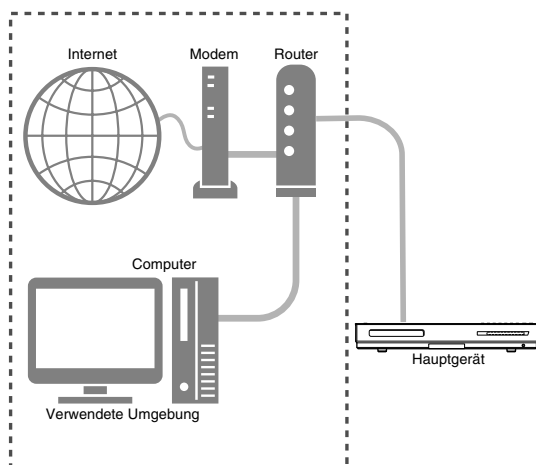 Internet
Modem
Router
Computer
Hauptgerät
Verwendete Umgebung